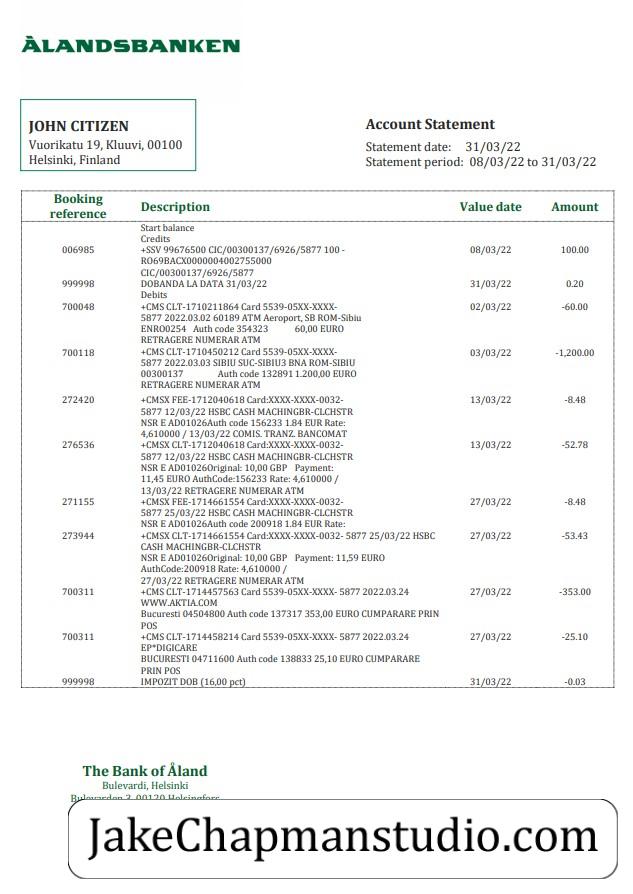 ÅLANDSBANKEN
JOHN CITIZEN
Vuorikatu 19, Kluuvi, 00100
Helsinki, Finland
Account Statement
Statement date: 31/03/22
Statement period: 08/03/22 to 31/03/22
Booking reference Description Value date Amount
Start balance
Credits
006985 +SSV 99676500 CIC/00300137/6926/5877 100 - 08/03/22 100.00
RO69BACX0000004002755000
CIC/00300137/6926/5877
999998 DOBANDA LA DATA 31/03/22 31/03/22 0.20
Debits
700048 +CMS CLT-1710211864 Card 5539-05XX-XXXX- 02/03/22 -60.00
5877 2022.03.02 60189 ATM Aeroport, SB ROM-Sibiu
ENRO0254 Auth code 354323 60,00 EURO
RETRAGERE NUMERAR ATM
700118 +CMS CLT-1710450212 Card 5539-05XX-XXXX- 03/03/22 -1,200.00
5877 2022.03.03 SIBIU SUC-SIBIU3 BNA ROM-SIBIU
00300137 Auth code 132891 1.200,00 EURO
RETRAGERE NUMERAR ATM
272420 +CMSX FEE-1712040618 Card:XXXX-XXXX-0032- 13/03/22 -8.48
5877 12/03/22 HSBC CASH MACHINGBR-CLCHSTR
NSR E AD01026Auth code 156233 1.84 EUR Rate:
4,610000 / 13/03/22 COMIS. TRANZ. BANCOMAT
276536 +CMSX CLT-1712040618 Card:XXXX-XXXX-0032- 13/03/22 -52.78
5877 12/03/22 HSBC CASH MACHINGBR-CLCHSTR
NSR E AD01026Original: 10,00 GBP Payment:
11,45 EURO AuthCode:156233 Rate: 4,610000 /
13/03/22 RETRAGERE NUMERAR ATM
271155 +CMSX FEE-1714661554 Card:XXXX-XXXX-0032- 27/03/22 -8.48
5877 25/03/22 HSBC CASH MACHINGBR-CLCHSTR
NSR E AD01026Auth code 200918 1.84 EUR Rate:
273944 +CMSX CLT-1714661554 Card:XXXX-XXXX-0032- 5877 25/03/22 HSBC 27/03/22 -53.43
CASH MACHINGBR-CLCHSTR
NSR E AD01026Original: 10,00 GBP Payment: 11,59 EURO
AuthCode:200918 Rate: 4,610000 /
27/03/22 RETRAGERE NUMERAR ATM
700311 +CMS CLT-1714457563 Card 5539-05XX-XXXX- 5877 2022.03.24 27/03/22 -353.00
WWW.AKTIA.COM
Bucuresti 04504800 Auth code 137317 353,00 EURO CUMPARARE PRIN
POS
700311 +CMS CLT-1714458214 Card 5539-05XX-XXXX- 5877 2022.03.24 27/03/22 -25.10
EP*DIGICARE
BUCURESTI 04711600 Auth code 138833 25,10 EURO CUMPARARE
PRIN POS
999998 IMPOZIT DOB (16,00 pct) 31/03/22 -0.03
The Bank of Åland
Bulevardi, Helsinki
Bulevarden 3, 00120 Helsingfors
JakeChapmanstudio.com